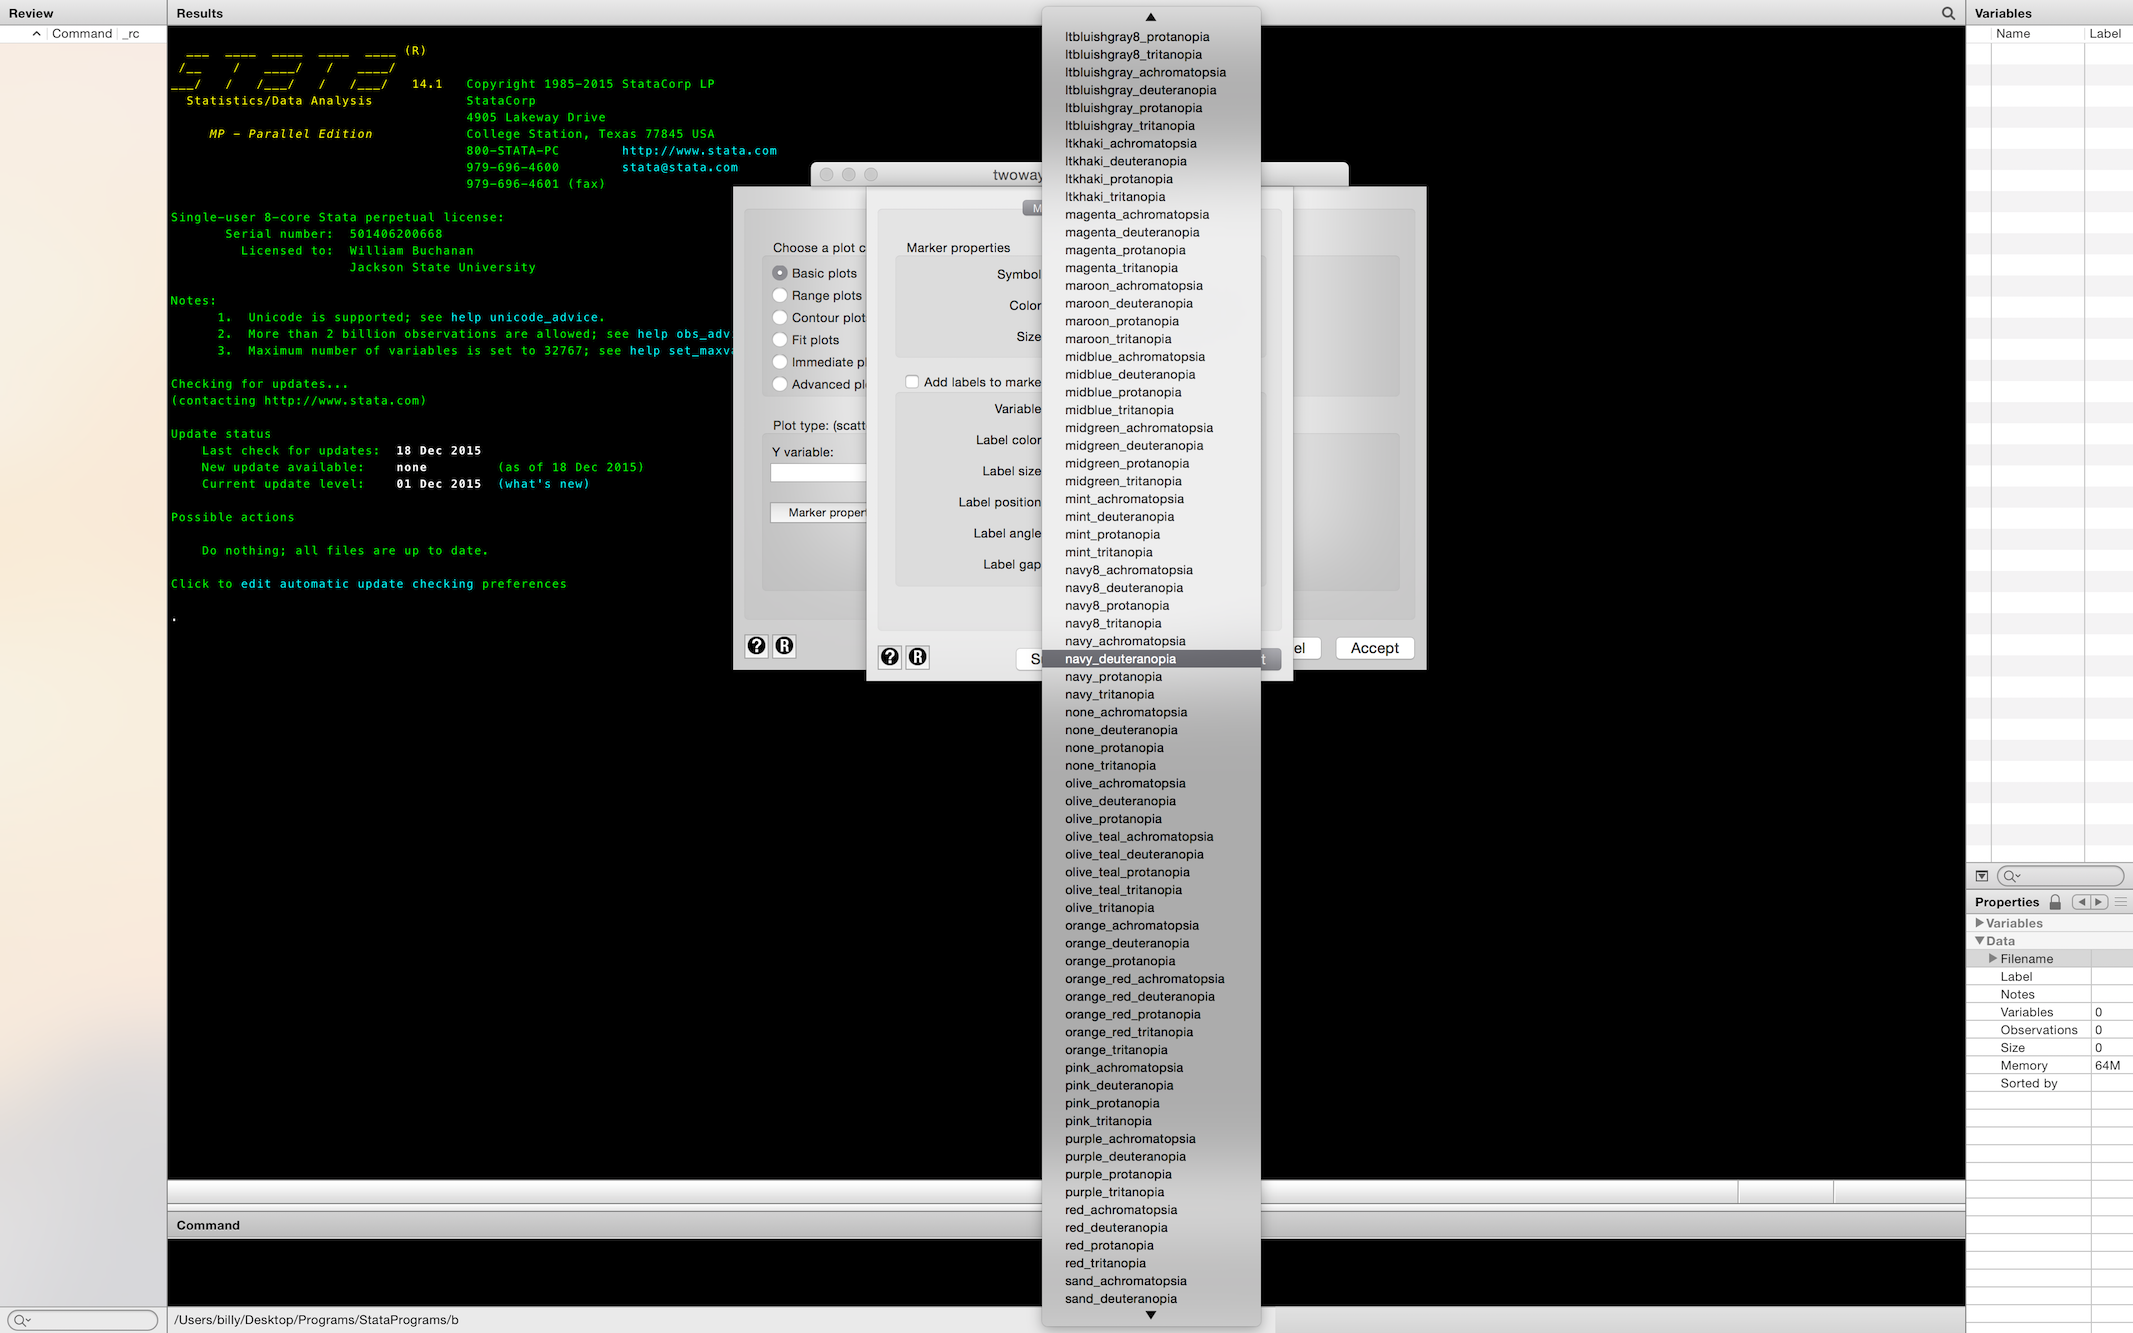 Review
Command _rc
Results
(R)
14.1 Copyright 1985-2015 StataCorp LP
Statistics/Data Analysis StataCorp
4905 Lakeway Drive
MP - Parallel Edition College Station, Texas 77845 USA
800-STATA-PC http://www.stata.com
979-696-4600 stata@stata.com
979-696-4601 (fax)
Single-user 8-core Stata perpetual license:
Serial number: 501406200668
Licensed to: William Buchanan
Jackson State University
Notes:
1. Unicode is supported; see help unicode_advice.
2. More than 2 billion observations are allowed; see help obs_adv
3. Maximum number of variables is set to 32767; see help set_maxv
Checking for updates...
(contacting http://www.stata.com)
Update status
Last check for updates: 18 Dec 2015
New update available: none (as of 18 Dec 2015)
Current update level: 01 Dec 2015 (what's new)
Possible actions
Do nothing; all files are up to date.
Click to edit automatic update checking preferences
.
twoway
Choose a plot c
Basic plots
Range plots
Contour plot
Fit plots
Immediate pl
Advanced pl
Plot type: (scatt
Y variable:
Marker propert
? R
el
Accept
M
Marker properties
Symbol
Color
Size
Add labels to marke
Variable
Label color
Label size
Label position
Label angle
Label gap
? R
S
t
ltbluishgray8_protanopia
ltbluishgray8_tritanopia
ltbluishgray_achromatopsia
ltbluishgray_deuteranopia
ltbluishgray_protanopia
ltbluishgray_tritanopia
ltkhaki_achromatopsia
ltkhaki_deuteranopia
ltkhaki_protanopia
ltkhaki_tritanopia
magenta_achromatopsia
magenta_deuteranopia
magenta_protanopia
magenta_tritanopia
maroon_achromatopsia
maroon_deuteranopia
maroon_protanopia
maroon_tritanopia
midblue_achromatopsia
midblue_deuteranopia
midblue_protanopia
midblue_tritanopia
midgreen_achromatopsia
midgreen_deuteranopia
midgreen_protanopia
midgreen_tritanopia
mint_achromatopsia
mint_deuteranopia
mint_protanopia
mint_tritanopia
navy8_achromatopsia
navy8_deuteranopia
navy8_protanopia
navy8_tritanopia
navy_achromatopsia
navy_deuteranopia
navy_protanopia
navy_tritanopia
none_achromatopsia
none_deuteranopia
none_protanopia
none_tritanopia
olive_achromatopsia
olive_deuteranopia
olive_protanopia
olive_teal_achromatopsia
olive_teal_deuteranopia
olive_teal_protanopia
olive_teal_tritanopia
olive_tritanopia
orange_achromatopsia
orange_deuteranopia
orange_protanopia
orange_red_achromatopsia
orange_red_deuteranopia
orange_red_protanopia
orange_red_tritanopia
orange_tritanopia
pink_achromatopsia
pink_deuteranopia
pink_protanopia
pink_tritanopia
purple_achromatopsia
purple_deuteranopia
purple_protanopia
purple_tritanopia
red_achromatopsia
red_deuteranopia
red_protanopia
red_tritanopia
sand_achromatopsia
sand_deuteranopia
Command
/Users/billy/Desktop/Programs/StataPrograms/b
Variables
Name Label
Properties
Variables
Data
Filename
Label
Notes
Variables 0
Observations 0
Size 0
Memory 64M
Sorted by